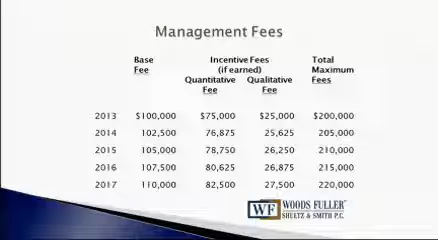 Management Fees
Base Incentive Fees Total
Fee (if earned) Maximum
Quantitative Qualitative Fees
Fee Fee
2013 $100,000 $75,000 $25,000 $200,000
2014 102,500 76,875 25,625 205,000
2015 105,000 78,750 26,250 210,000
2016 107,500 80,625 26,875 215,000
2017 110,000 82,500 27,500 220,000
WF WOODS FULLER
SHULTZ & SMITH P.C.